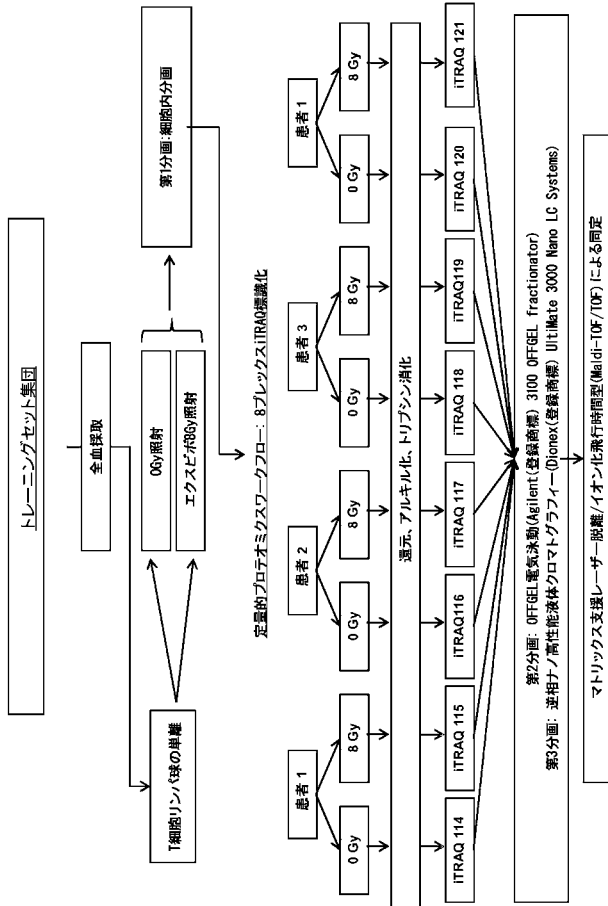 トレーニングセット集団
全血採取
T細胞リンパ球の単離
0Gy照射
エクスビボ8Gy照射
第1分画:細胞内分画
定量的プロテオミクスワークフロー: 8プレックスiTRAQ標識化
患者 1
患者 2
患者 3
患者 1
0 Gy
8 Gy
0 Gy
8 Gy
0 Gy
8 Gy
0 Gy
8 Gy
還元、アルキル化、トリプシン消化
iTRAQ 114
iTRAQ 115
iTRAQ116
iTRAQ 117
iTRAQ 118
iTRAQ119
iTRAQ 120
iTRAQ 121
第2分画: OFFGEL電気泳動(Agilent(登録商標) 3100 OFFGEL fractionator)
第3分画: 逆相ナノ高性能液体クロマトグラフィー(Dionex(登録商標) UltiMate 3000 Nano LC Systems)
マトリックス支援レーザー脱離/イオン化飛行時間型(Maldi-TOF/TOF)による同定